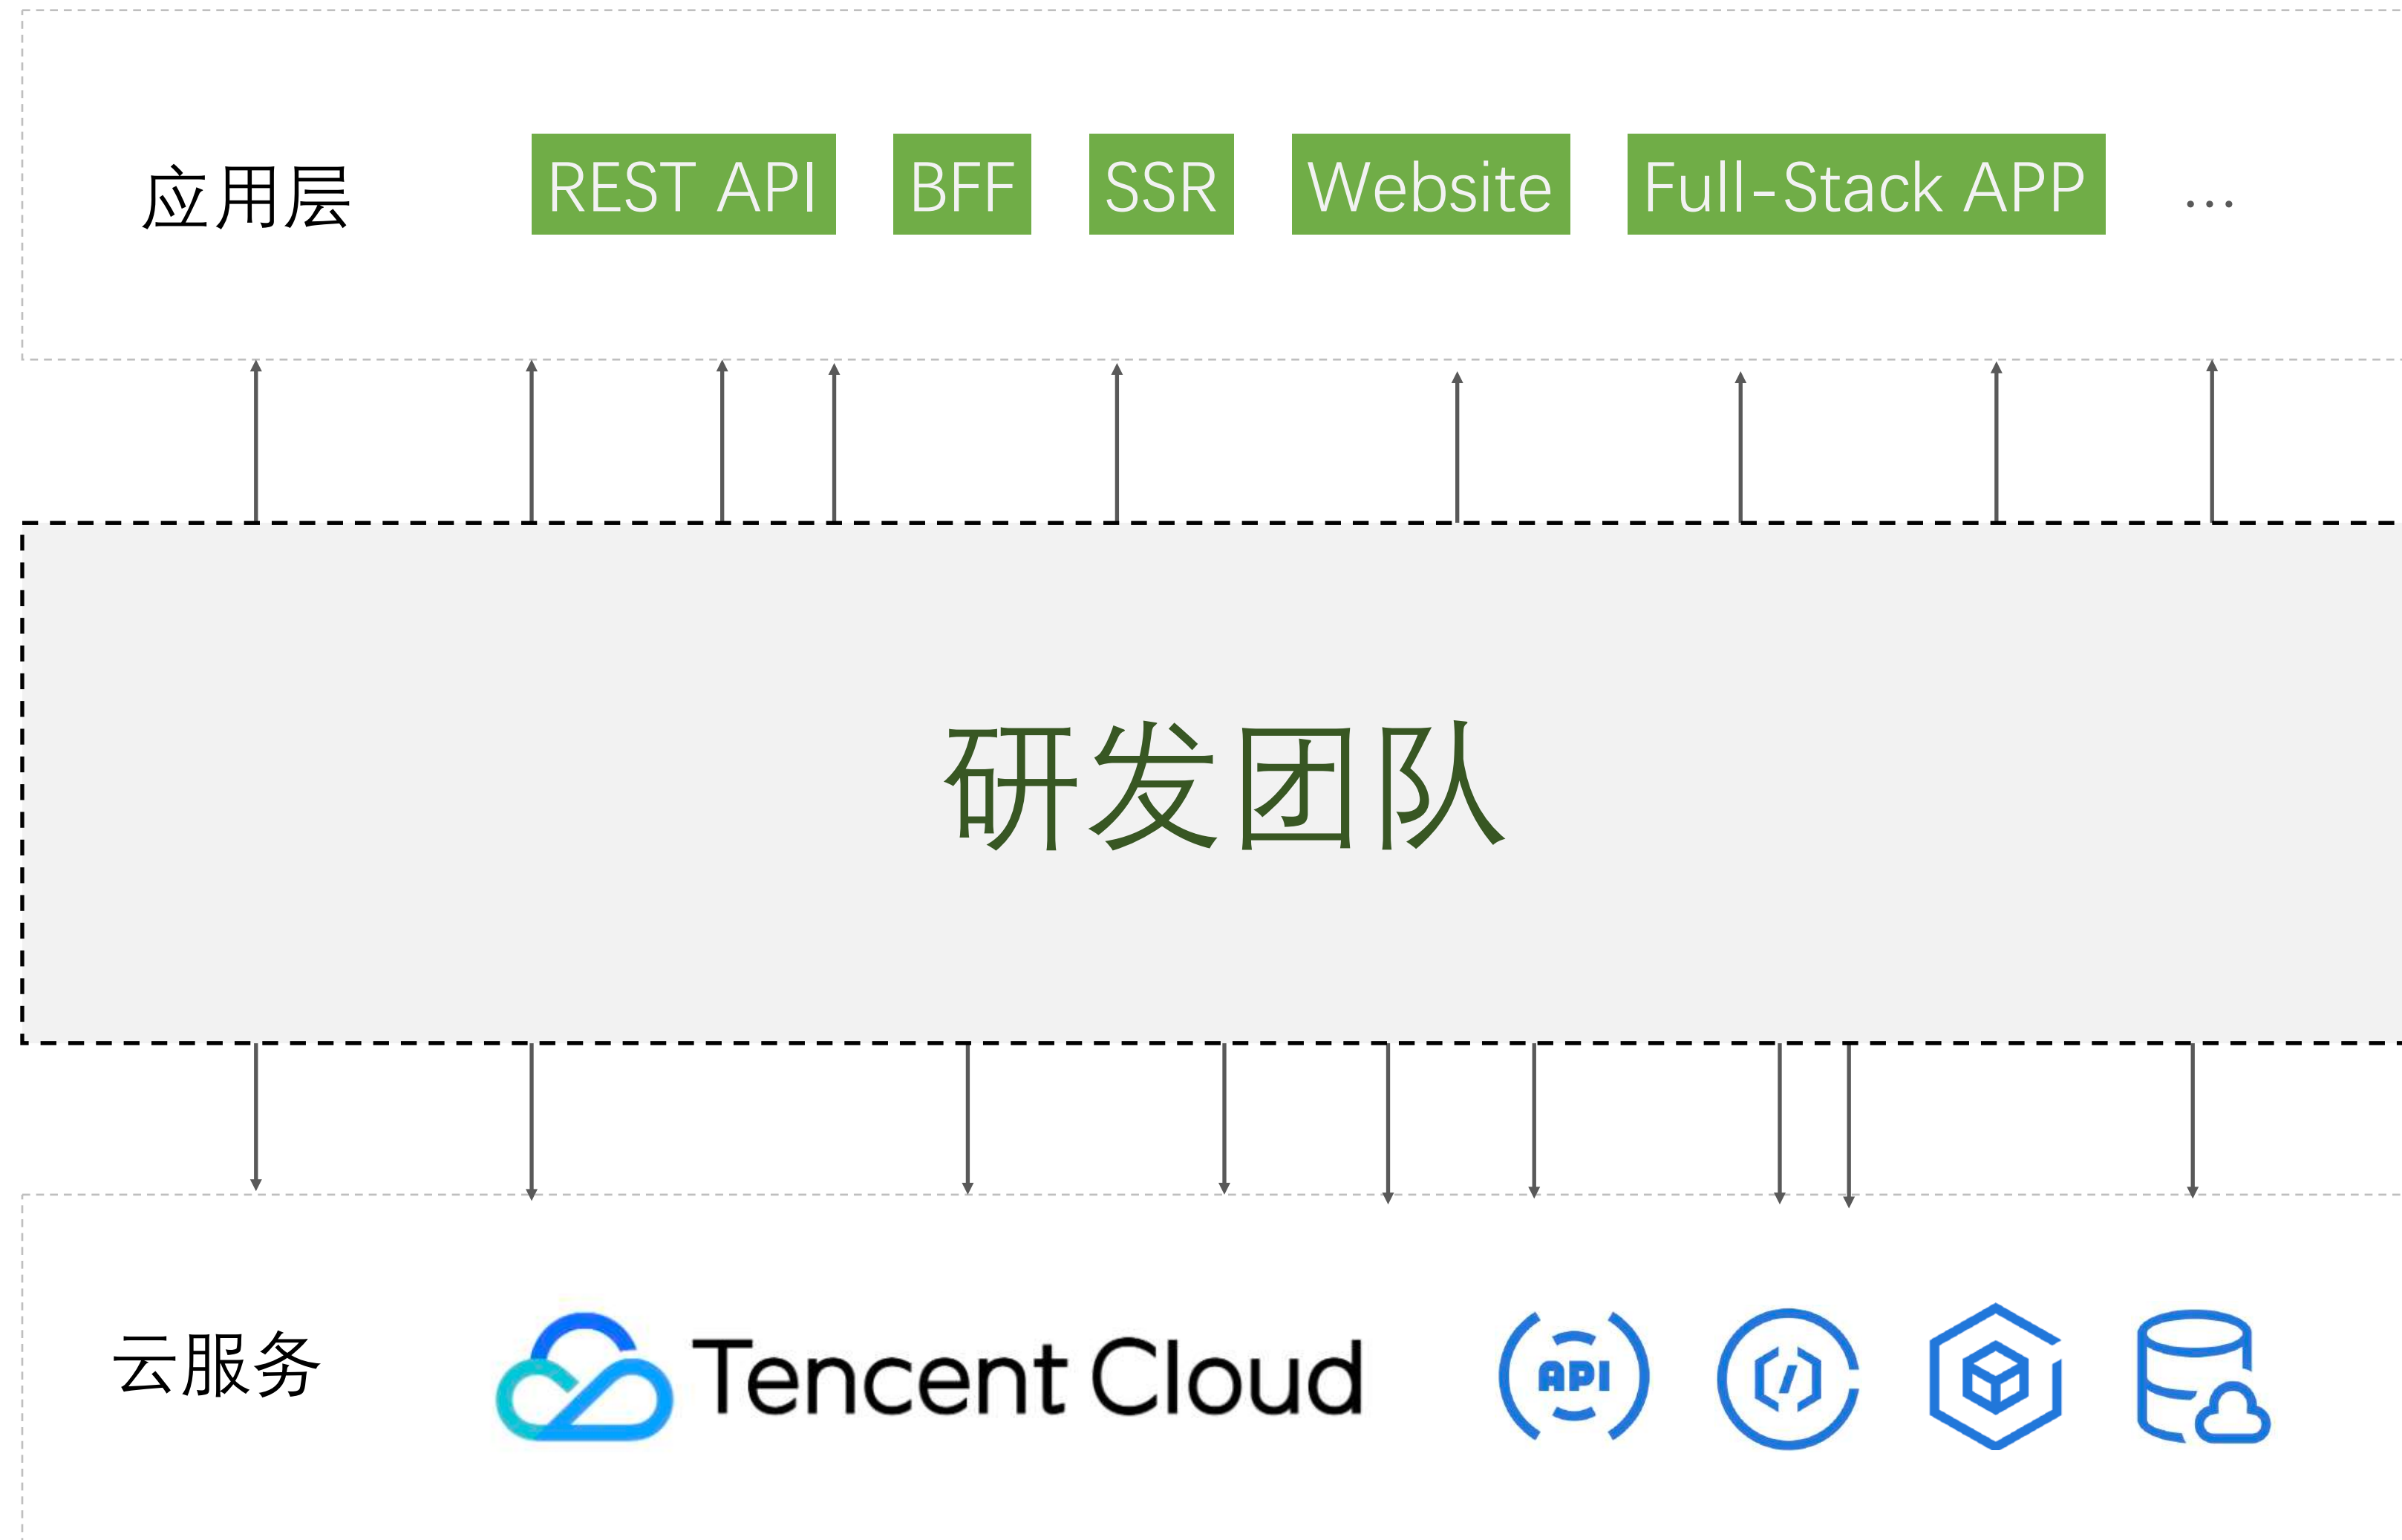 应用层 REST API BFF SSR Website Full-Stack APP ...
研发团队
云服务 Tencent Cloud API